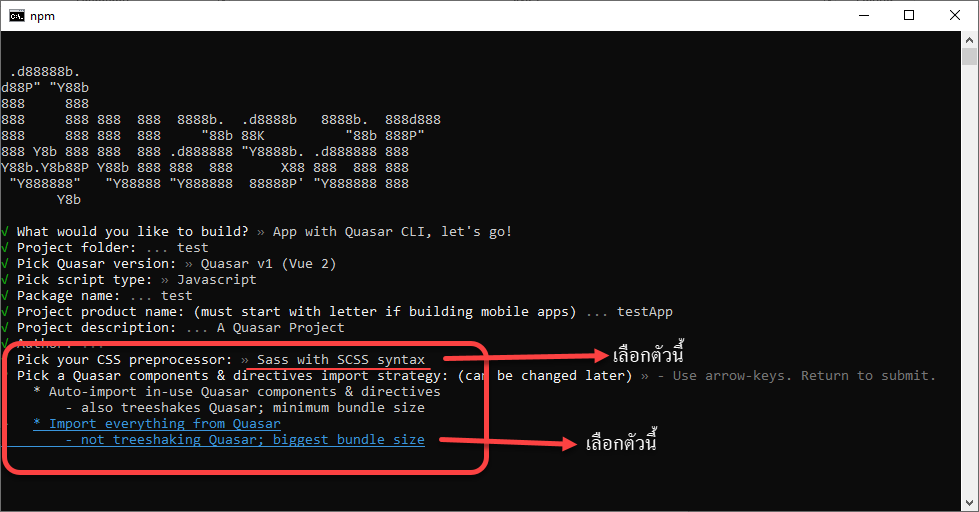 npm
 .d88888b.
d88P" "Y88b
888     888
888     888 888  888  8888b.  .d8888b   8888b.  888d888
888     888 888  888     "88b 88K          "88b 888P"
888 Y8b 888 888  888 .d888888 "Y8888b. .d888888 888
Y88b.Y8b88P Y88b 888 888  888      X88 888  888 888
 "Y888888"   "Y88888 "Y888888  88888P' "Y888888 888
       Y8b
√ What would you like to build? » App with Quasar CLI, let's go!
√ Project folder: ... test
√ Pick Quasar version: » Quasar v1 (Vue 2)
√ Pick script type: » Javascript
√ Package name: ... test
√ Project product name: (must start with letter if building mobile apps) ... testApp
√ Project description: ... A Quasar Project
√ Author: ...
Pick your CSS preprocessor: » Sass with SCSS syntax เลือกตัวนี้
Pick a Quasar components & directives import strategy: (can be changed later) » - Use arrow-keys. Return to submit.
* Auto-import in-use Quasar components & directives
- also treeshakes Quasar; minimum bundle size
* Import everything from Quasar
- not treeshaking Quasar; biggest bundle size เลือกตัวนี้